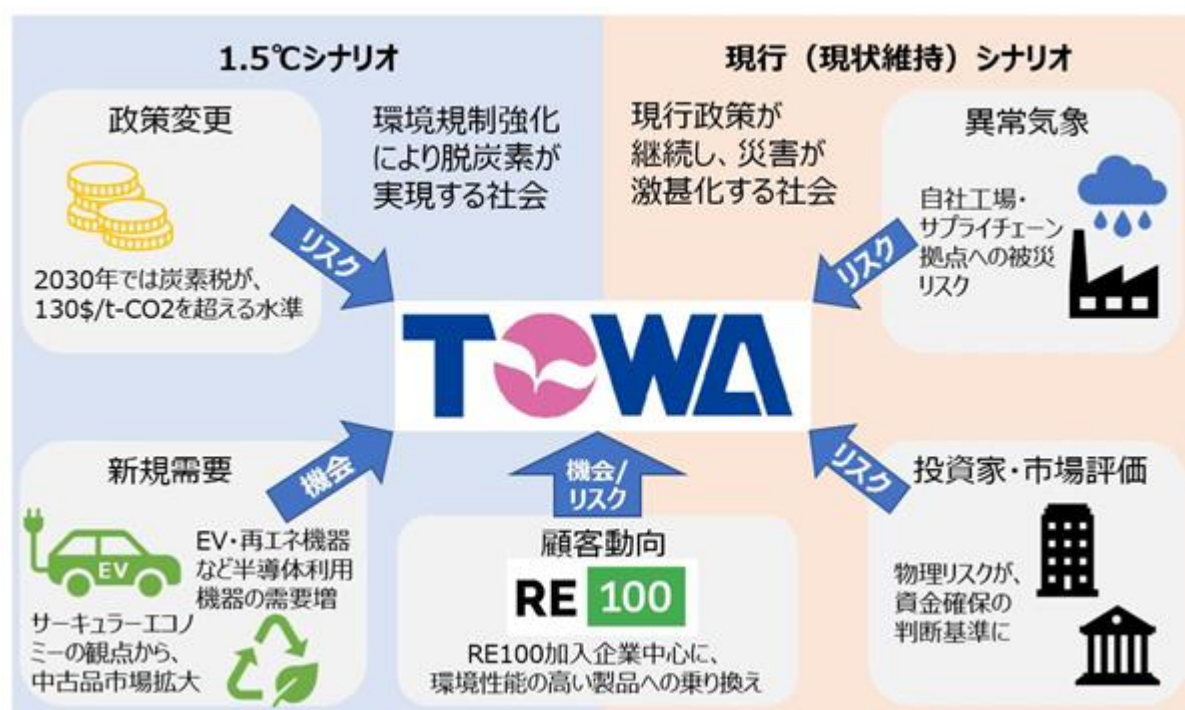 1.5℃シナリオ
現行（現状維持）シナリオ
政策変更
2030年では炭素税が、
130$/t-CO2を超える水準
リスク
環境規制強化
により脱炭素が
実現する社会
現行政策が
継続し、災害が
激甚化する社会
異常気象
自社工場・
サプライチェーン
拠点への被災
リスク
リスク
TOWA
新規需要
EV
EV・再エネ機器
など半導体利用
機器の需要増
サーキュラーエコノ
ミーの観点から、
中古品市場拡大
機会
機会/
リスク
顧客動向
RE 100
RE100加入企業中心に、
環境性能の高い製品への乗り換え
リスク
投資家・市場評価
物理リスクが、
資金確保の
判断基準に